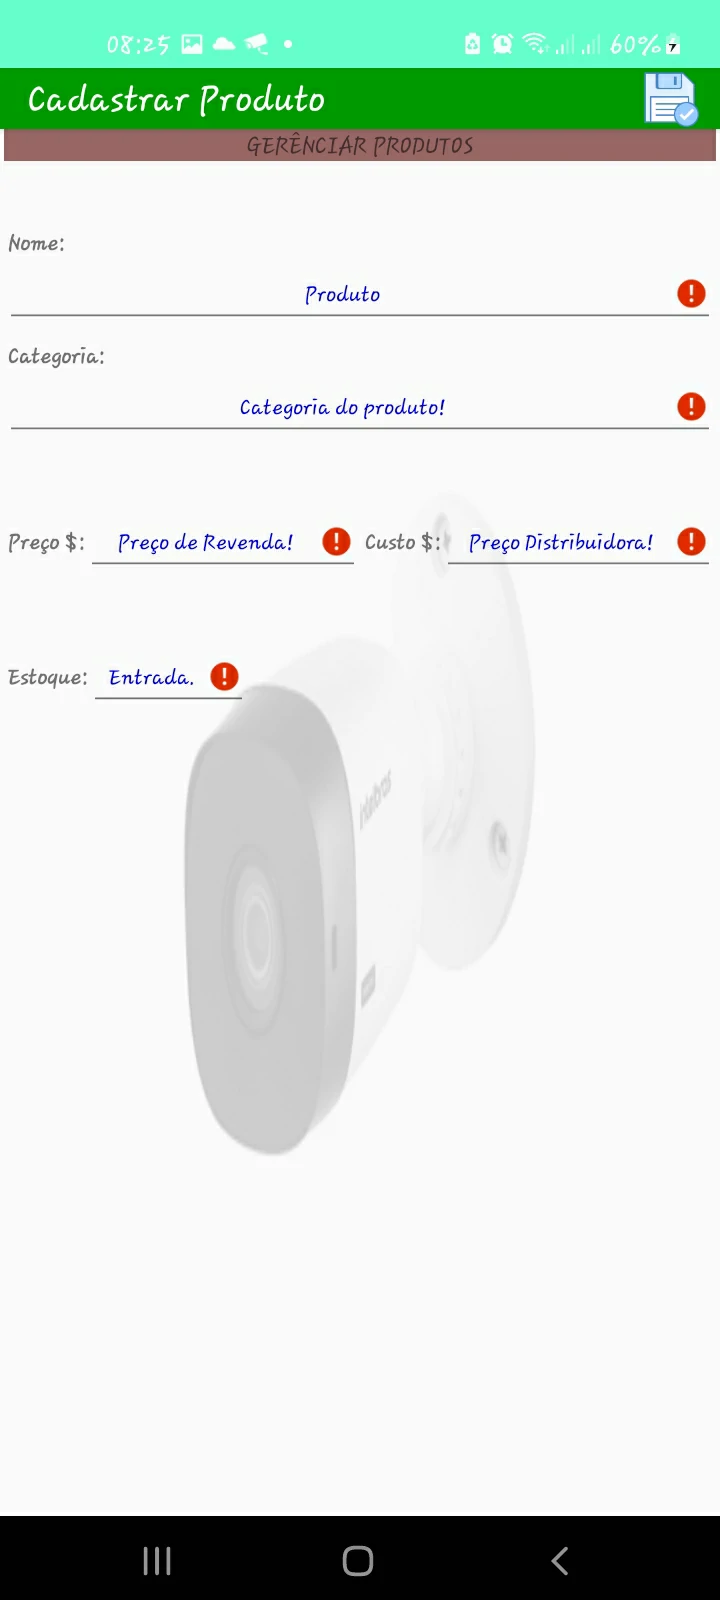 08:25 60%
Cadastrar Produto
GERÊNCIAR PRODUTOS
Nome:
Produto
Categoria:
Categoria do produto!
Preço $: Preço de Revenda! Custo $: Preço Distribuidora!
Estoque: Entrada.
intelbras